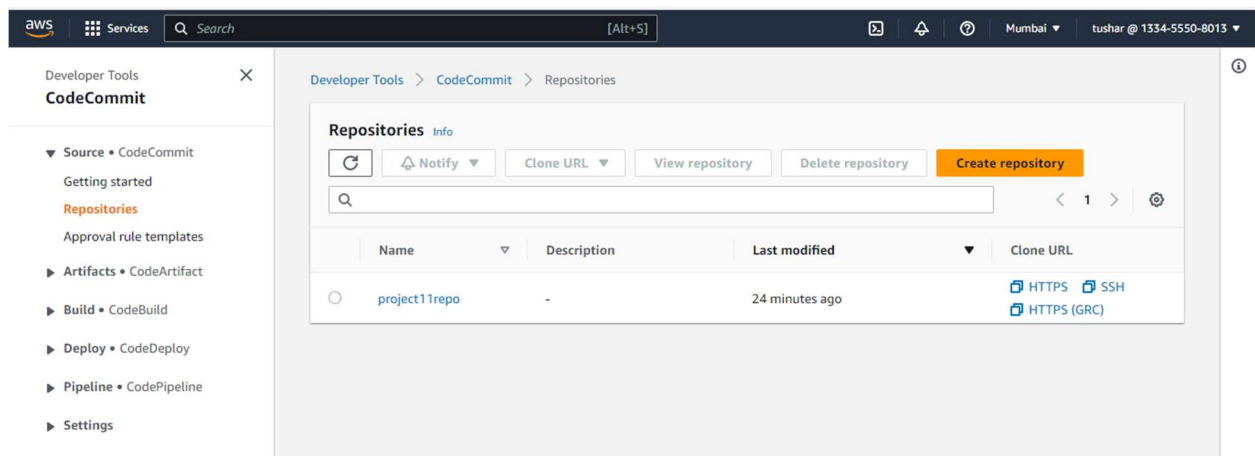 aws Services Search [Alt+S] Mumbai ▼ tushar @ 1334-5550-8013 ▼
Developer Tools
CodeCommit
▼ Source • CodeCommit
Getting started
Repositories
Approval rule templates
▶ Artifacts • CodeArtifact
▶ Build • CodeBuild
▶ Deploy • CodeDeploy
▶ Pipeline • CodePipeline
▶ Settings
Developer Tools > CodeCommit > Repositories
Repositories Info
Notify ▼ Clone URL ▼ View repository Delete repository Create repository
< 1 >
Name Description Last modified Clone URL
project11repo - 24 minutes ago HTTPS SSH
HTTPS (GRC)